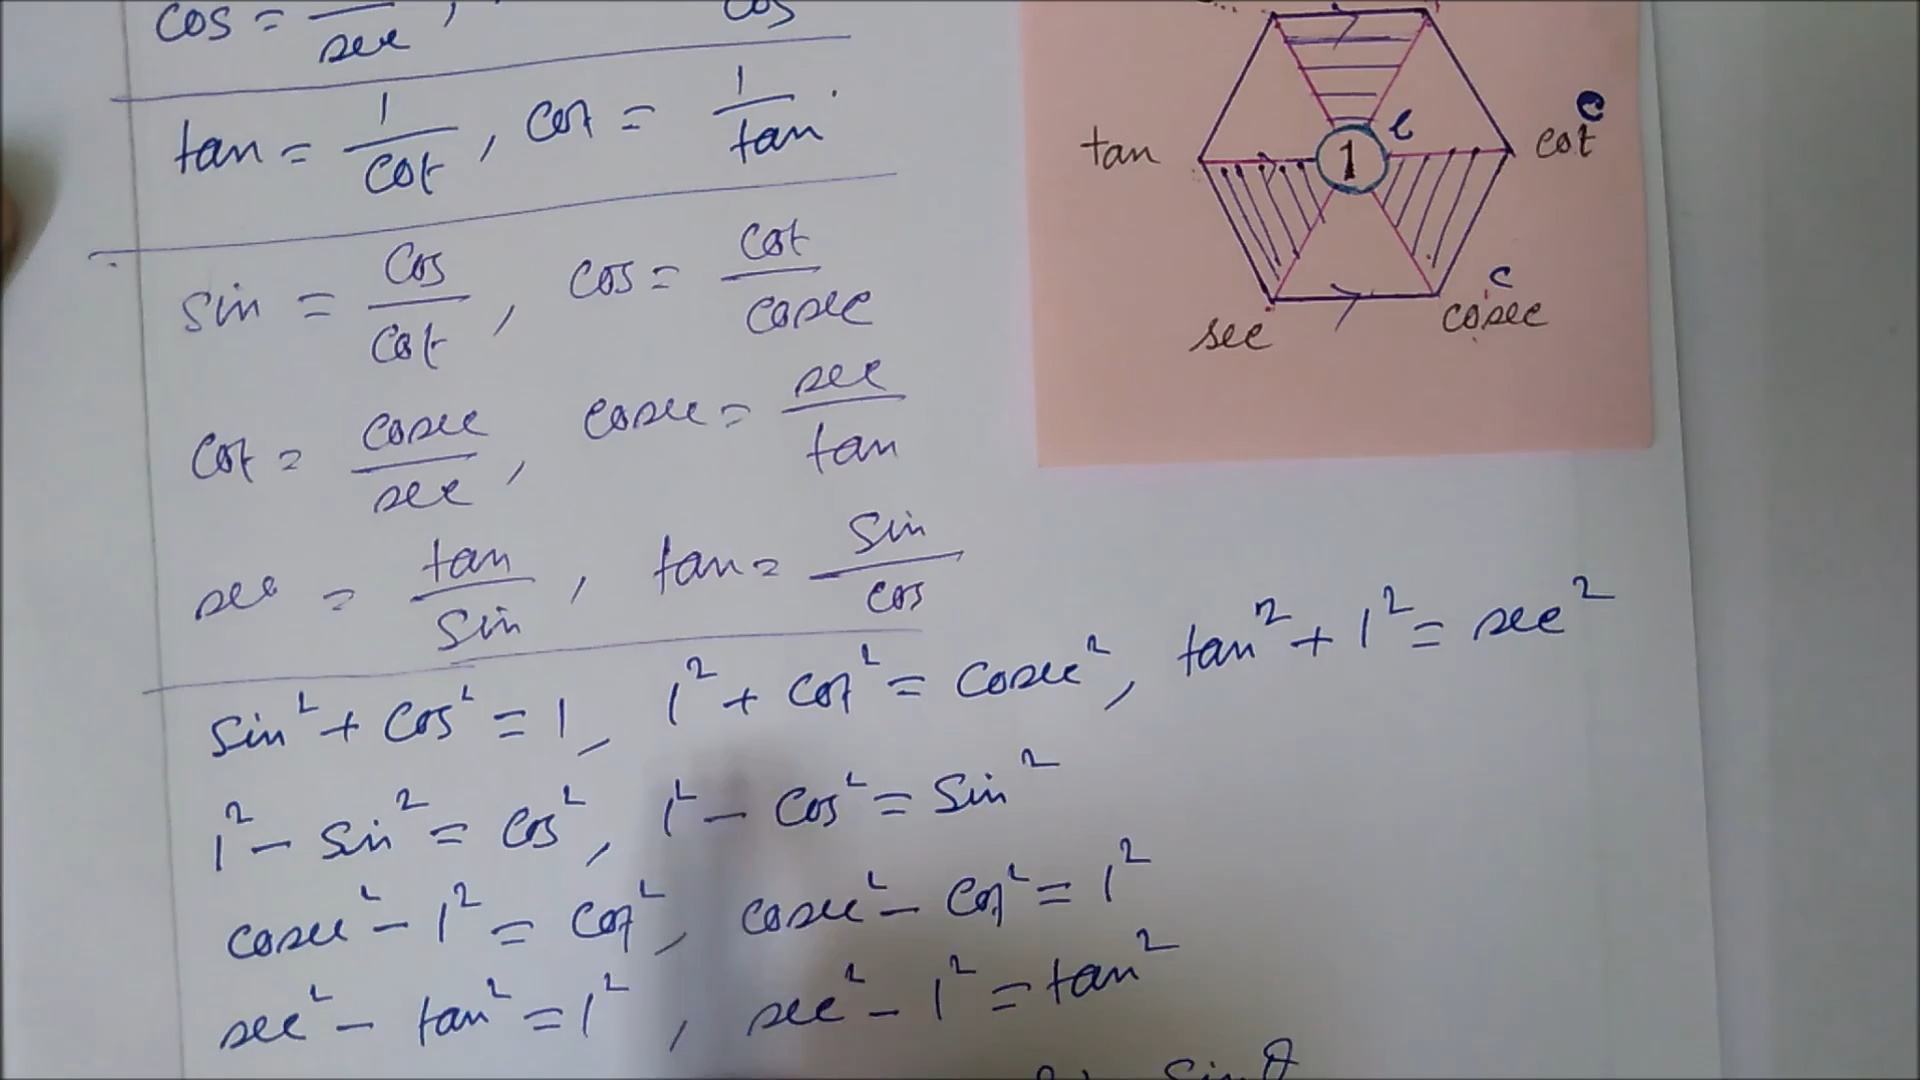 cos = —/sec , cos
tan = 1/cot , cot = 1/tan .
sin = cos/cot , cos = cot/cosec
cot = cosec/sec , cosec = sec/tan
sec = tan/sin , tan = sin/cos
sin² + cos² = 1, 1² + cot² = cosec², tan² + 1² = sec²
1² - sin² = cos², 1² - cos² = sin²
cosec² - 1² = cot², cosec² - cot² = 1²
sec² - tan² = 1², sec² - 1² = tan²
sin θ
tan
1
c
cot
c
sec
cosec
c